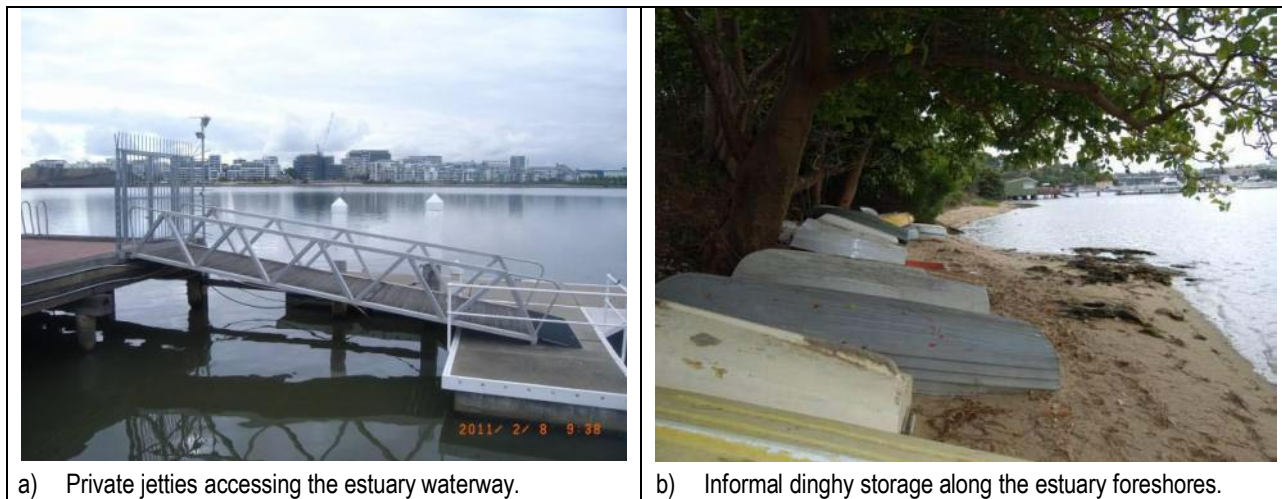 2011/ 2/ 8 9:38
a) Private jetties accessing the estuary waterway.
b) Informal dinghy storage along the estuary foreshores.